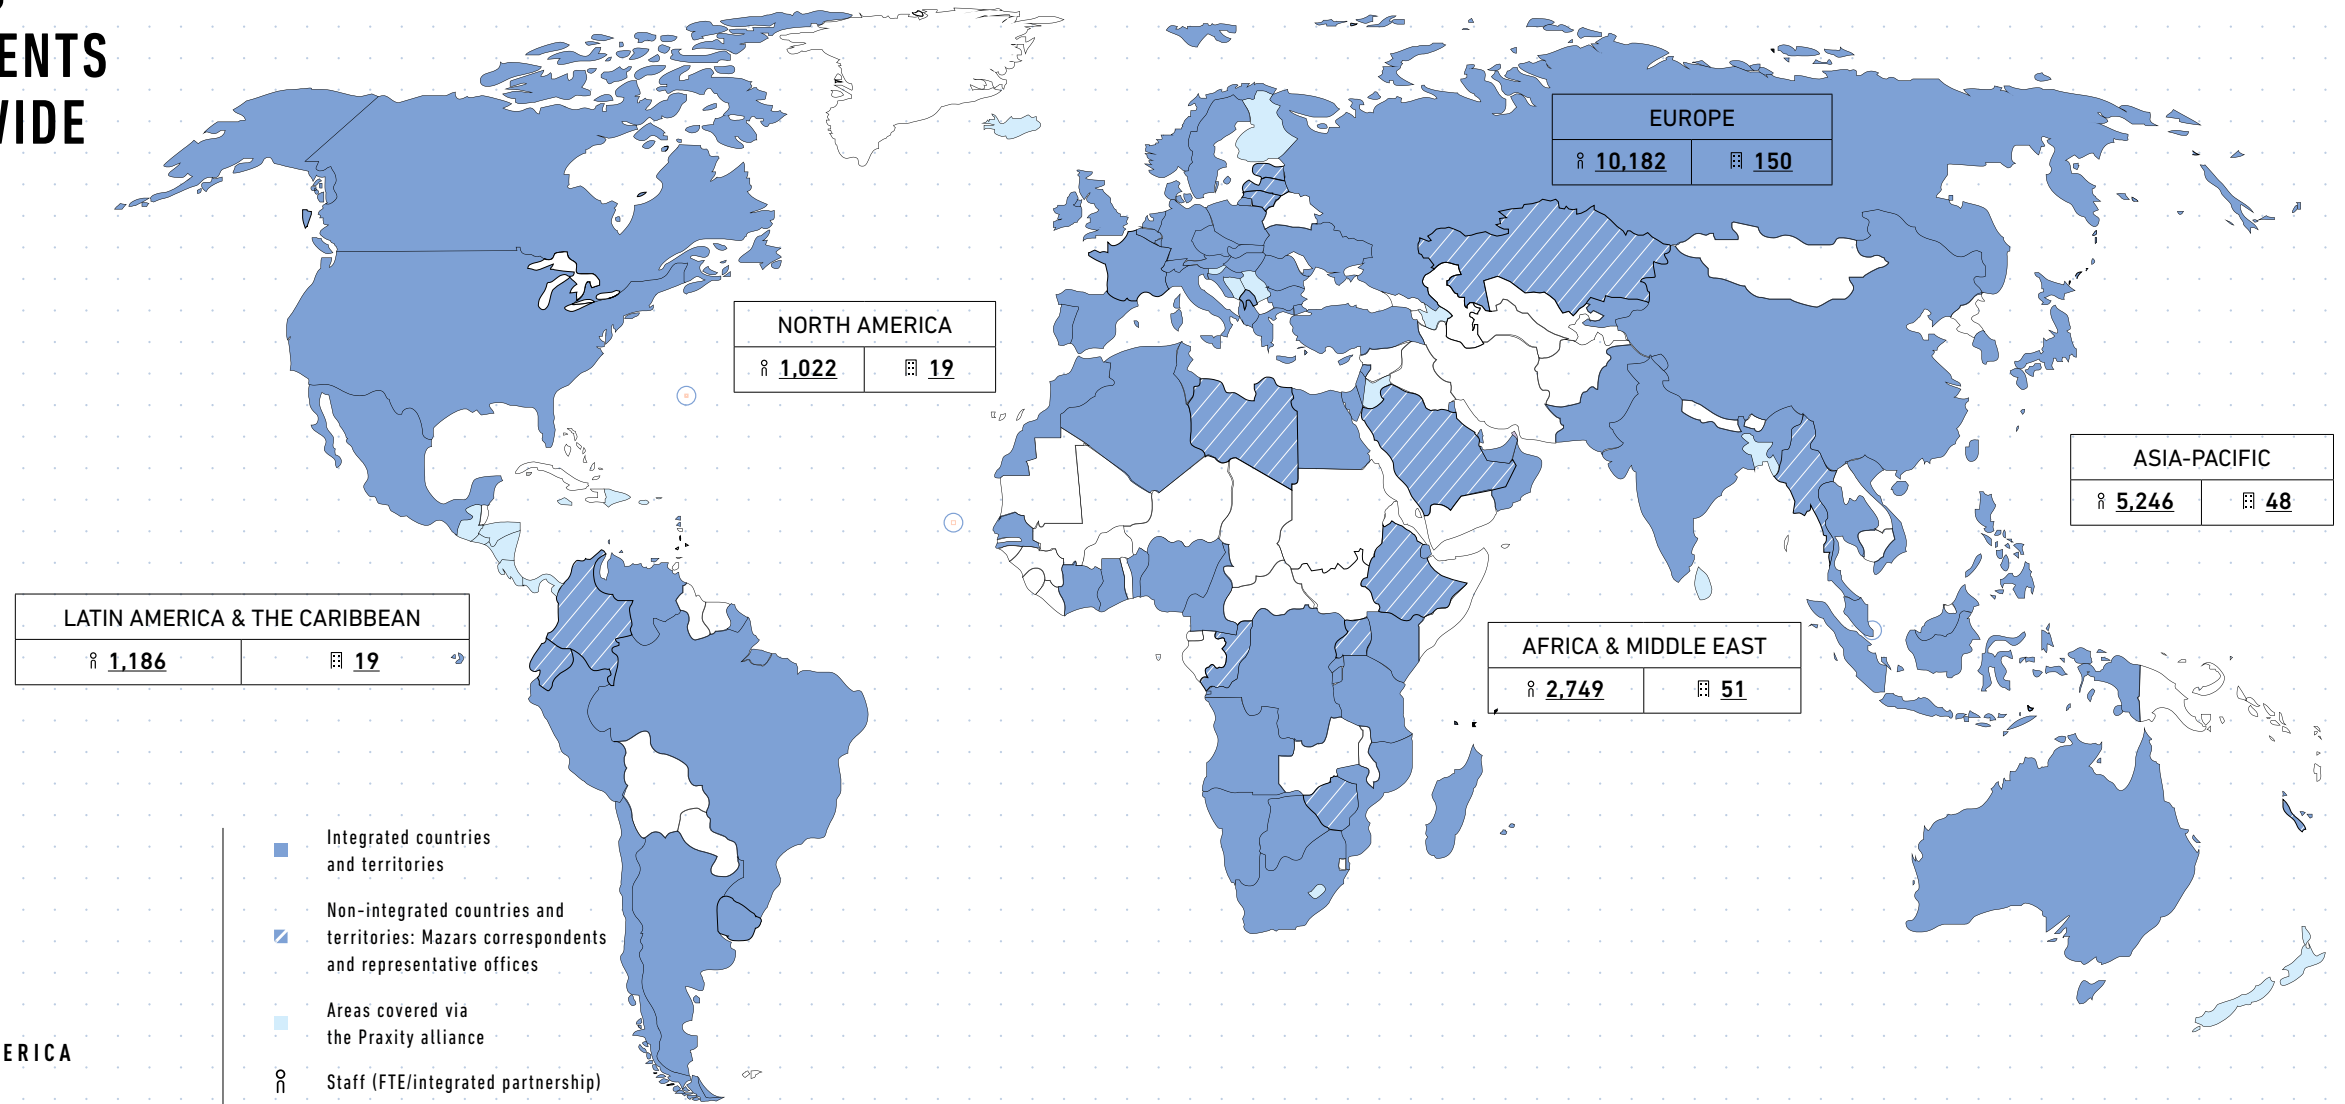 ENTS
EUROPE
10,182 150
NORTH AMERICA
1,022 19
ASIA-PACIFIC
5,246 48
LATIN AMERICA & THE CARIBBEAN
1,186 19
AFRICA & MIDDLE EAST
2,749 51
Integrated countries
and territories
Non-integrated countries and
territories: Mazars correspondents
and representative offices
Areas covered via
the Praxity alliance
ERICA
Staff (FTE/integrated partnership)